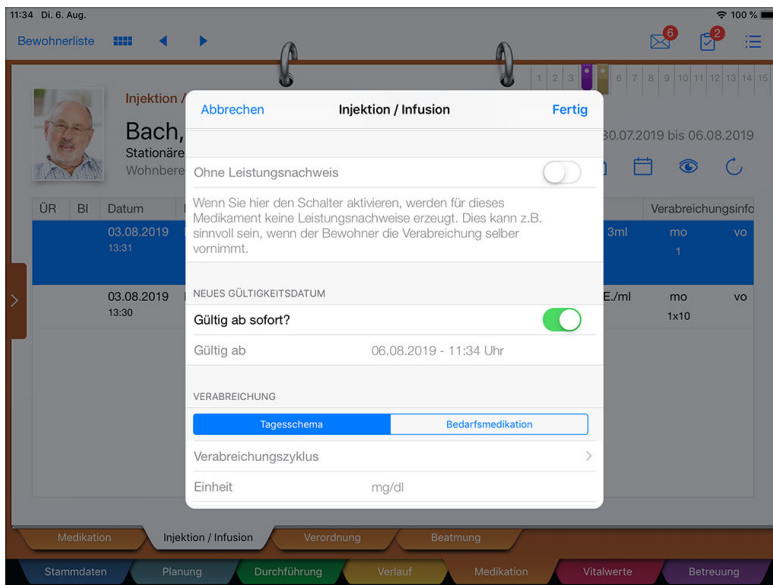 11:34 Di. 6. Aug.
100 %
Bewohnerliste
6
2
1 2 3 6 7 8 9 10 11 12 13 14 15
Injektion /
Bach,
Stationäre
Wohnbere
30.07.2019 bis 06.08.2019
Abbrechen Injektion / Infusion Fertig
Ohne Leistungsnachweis
Wenn Sie hier den Schalter aktivieren, werden für dieses
Medikament keine Leistungsnachweise erzeugt. Dies kann z.B.
sinnvoll sein, wenn der Bewohner die Verabreichung selber
vornimmt.
NEUES GÜLTIGKEITSDATUM
Gültig ab sofort?
Gültig ab 06.08.2019 - 11:34 Uhr
VERABREICHUNG
Tagesschema Bedarfsmedikation
Verabreichungszyklus
Einheit mg/dl
ÜR BI Datum Verabreichungsinfo
03.08.2019 3ml mo vo
13:31 1
03.08.2019 E./ml mo vo
13:30 1x10
Medikation Injektion / Infusion Verordnung Beatmung
Stammdaten Planung Durchführung Verlauf Medikation Vitalwerte Betreuung